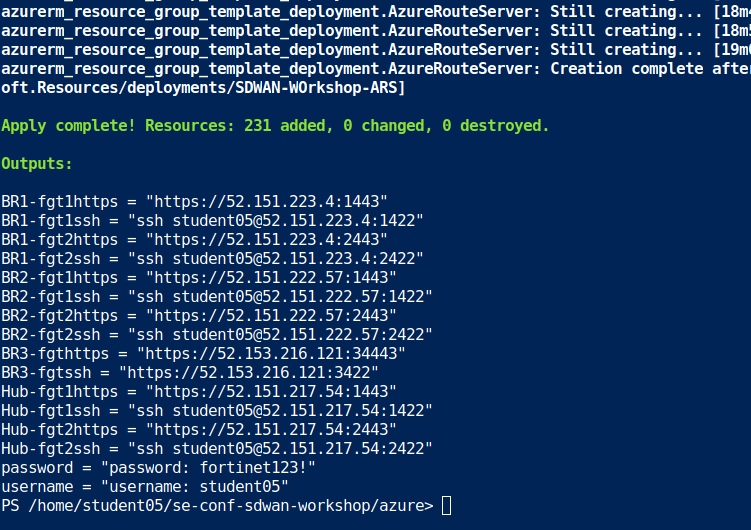 azurerm_resource_group_template_deployment.AzureRouteServer: Still creating... [18m4
azurerm_resource_group_template_deployment.AzureRouteServer: Still creating... [18m5
azurerm_resource_group_template_deployment.AzureRouteServer: Still creating... [19m0
azurerm_resource_group_template_deployment.AzureRouteServer: Creation complete afte
oft.Resources/deployments/SDWAN-WOrkshop-ARS]
Apply complete! Resources: 231 added, 0 changed, 0 destroyed.
Outputs:
BR1-fgt1https = "https://52.151.223.4:1443"
BR1-fgt1ssh = "ssh student05@52.151.223.4:1422"
BR1-fgt2https = "https://52.151.223.4:2443"
BR1-fgt2ssh = "ssh student05@52.151.223.4:2422"
BR2-fgt1https = "https://52.151.222.57:1443"
BR2-fgt1ssh = "ssh student05@52.151.222.57:1422"
BR2-fgt2https = "https://52.151.222.57:2443"
BR2-fgt2ssh = "ssh student05@52.151.222.57:2422"
BR3-fgthttps = "https://52.153.216.121:34443"
BR3-fgtssh = "https://52.153.216.121:3422"
Hub-fgt1https = "https://52.151.217.54:1443"
Hub-fgt1ssh = "ssh student05@52.151.217.54:1422"
Hub-fgt2https = "https://52.151.217.54:2443"
Hub-fgt2ssh = "ssh student05@52.151.217.54:2422"
password = "password: fortinet123!"
username = "username: student05"
PS /home/student05/se-conf-sdwan-workshop/azure>